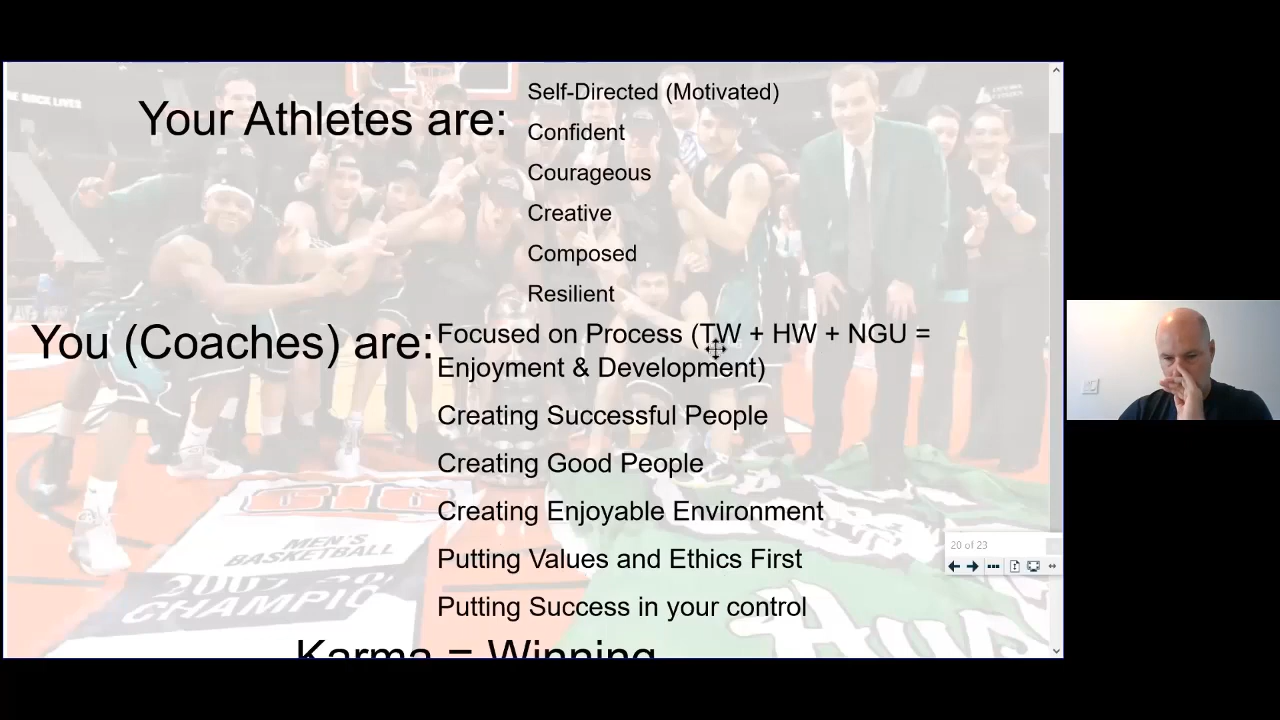 Your Athletes are:
Self-Directed (Motivated)
Confident
Courageous
Creative
Composed
Resilient
You (Coaches) are:
Focused on Process (TW + HW + NGU =
Enjoyment & Development)
Creating Successful People
Creating Good People
Creating Enjoyable Environment
Putting Values and Ethics First
Putting Success in your control
Karma = Winning
20 of 23
MEN'S
BASKETBALL